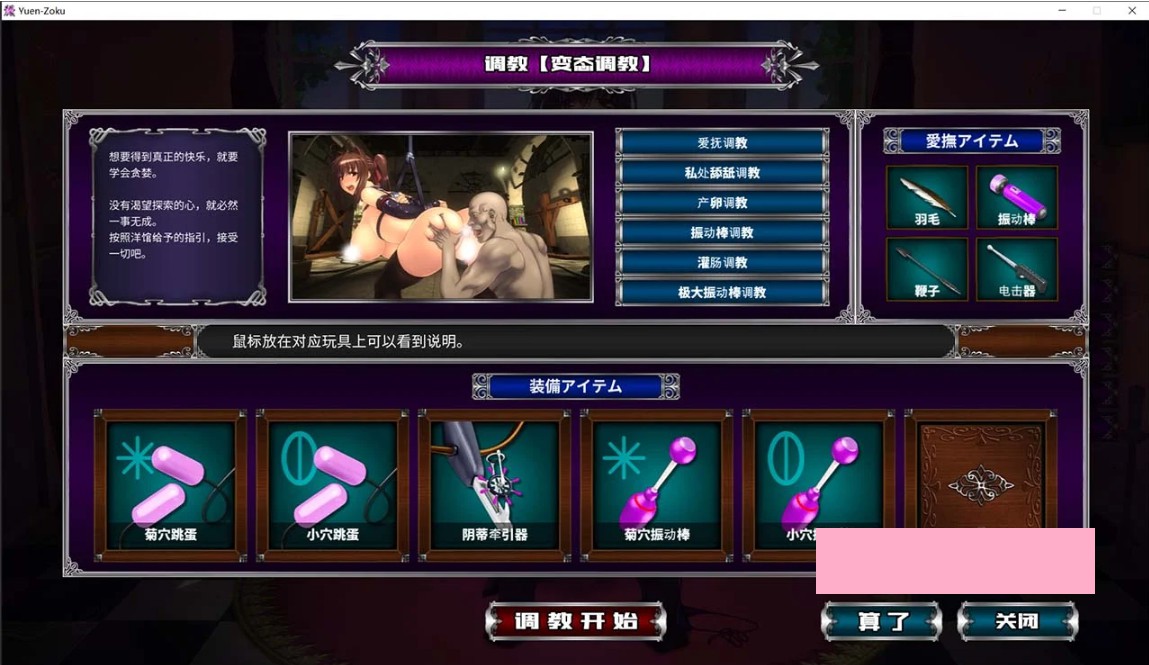 Yuen-Zoku
调教【变态调教】
想要得到真正的快乐，就要
学会贪婪。
没有渴望探索的心，就必然
一事无成。
按照洋馆给予的指引，接受
一切吧。
爱抚调教
私处舔舐调教
产卵调教
振动棒调教
灌肠调教
极大振动棒调教
愛撫アイテム
羽毛
振动棒
鞭子
电击器
鼠标放在对应玩具上可以看到说明。
装備アイテム
菊穴跳蛋
小穴跳蛋
阴蒂牵引器
菊穴振动棒
小穴
调教开始
算了
关闭